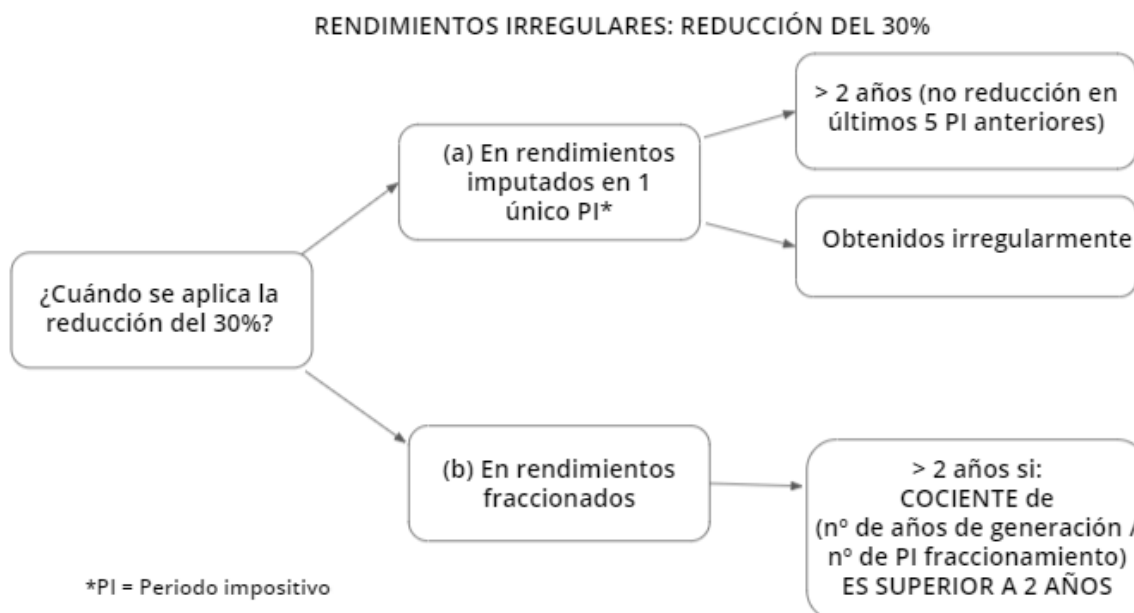 RENDIMIENTOS IRREGULARES: REDUCCIÓN DEL 30%
> 2 años (no reducción en
últimos 5 PI anteriores)
(a) En rendimientos
imputados en 1
único PI*
Obtenidos irregularmente
¿Cuándo se aplica la
reducción del 30%?
(b) En rendimientos
fraccionados
> 2 años si:
COCIENTE de
(nº de años de generación /
nº de PI fraccionamiento)
ES SUPERIOR A 2 AÑOS
*PI = Periodo impositivo